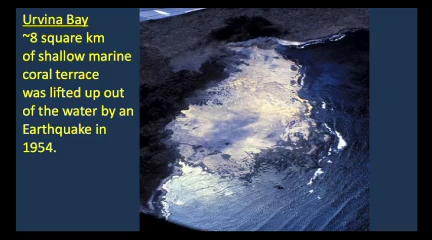 Urvina Bay
~8 square km
of shallow marine
coral terrace
was lifted up out
of the water by an
Earthquake in
1954.